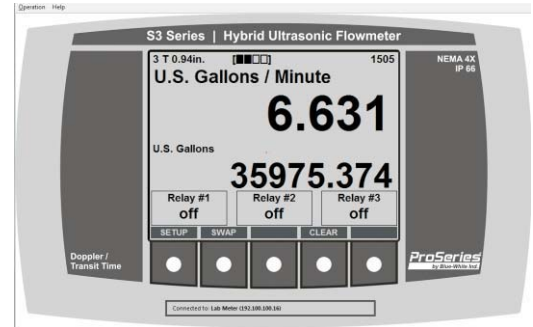 Operation Help
S3 Series | Hybrid Ultrasonic Flowmeter
3 T 0.94in. [ ] 1505
NEMA 4X
IP 66
U.S. Gallons / Minute
6.631
U.S. Gallons
35975.374
Relay #1 Relay #2 Relay #3
off off off
SETUP SWAP CLEAR
Doppler /
Transit Time
ProSeries
by Blue-White Ind.
Connected to: Lab Meter (192.100.100.16)